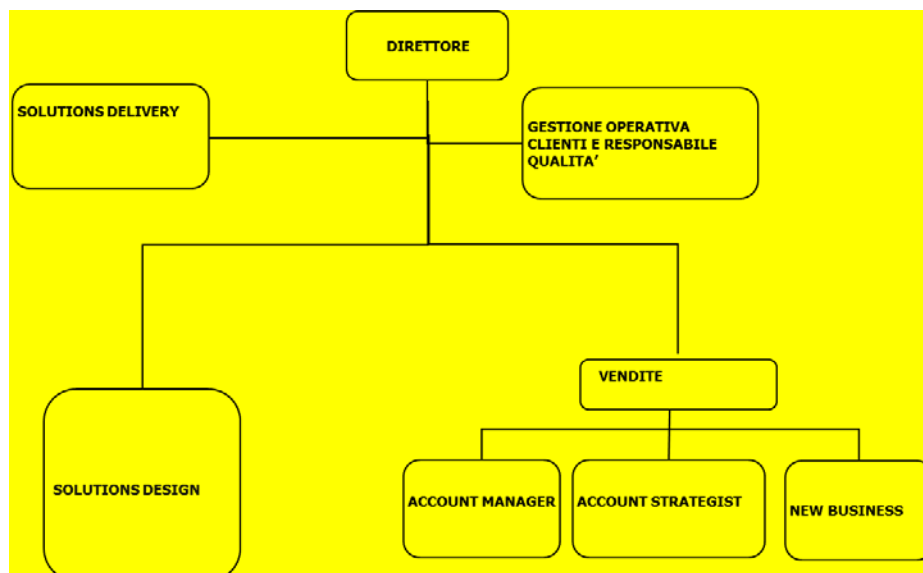 DIRETTORE
SOLUTIONS DELIVERY
GESTIONE OPERATIVA
CLIENTI E RESPONSABILE
QUALITA’
VENDITE
SOLUTIONS DESIGN
ACCOUNT MANAGER
ACCOUNT STRATEGIST
NEW BUSINESS